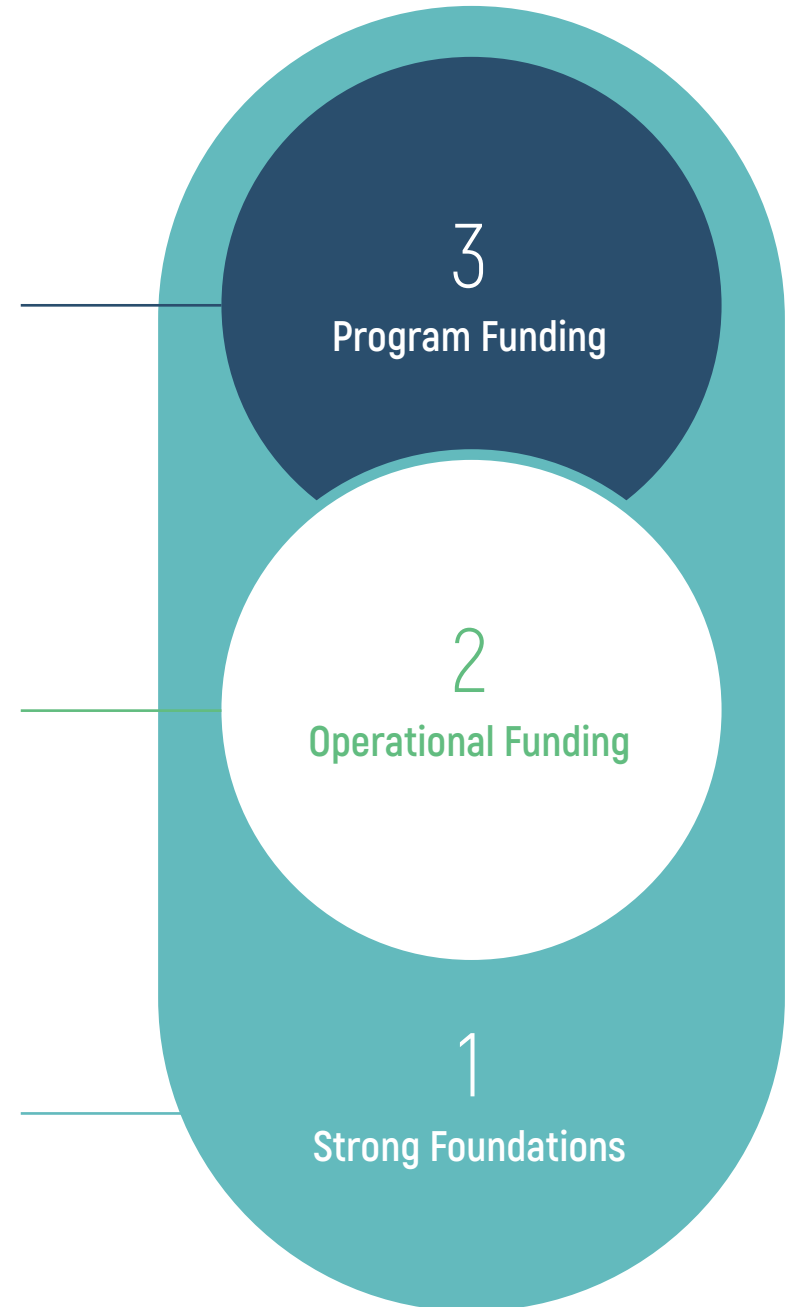 3
Program Funding
2
Operational Funding
1
Strong Foundations